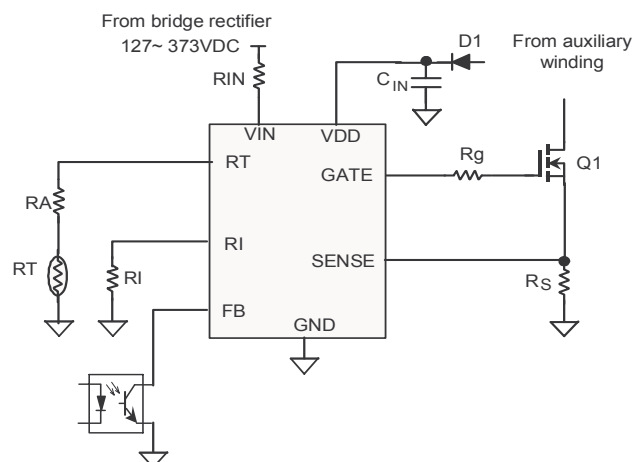 From bridge rectifier
127~ 373VDC
RIN
D1
From auxiliary
winding
C IN
VIN
VDD
RT
GATE
Rg
Q1
RA
RI
SENSE
RT
RI
RS
FB
GND